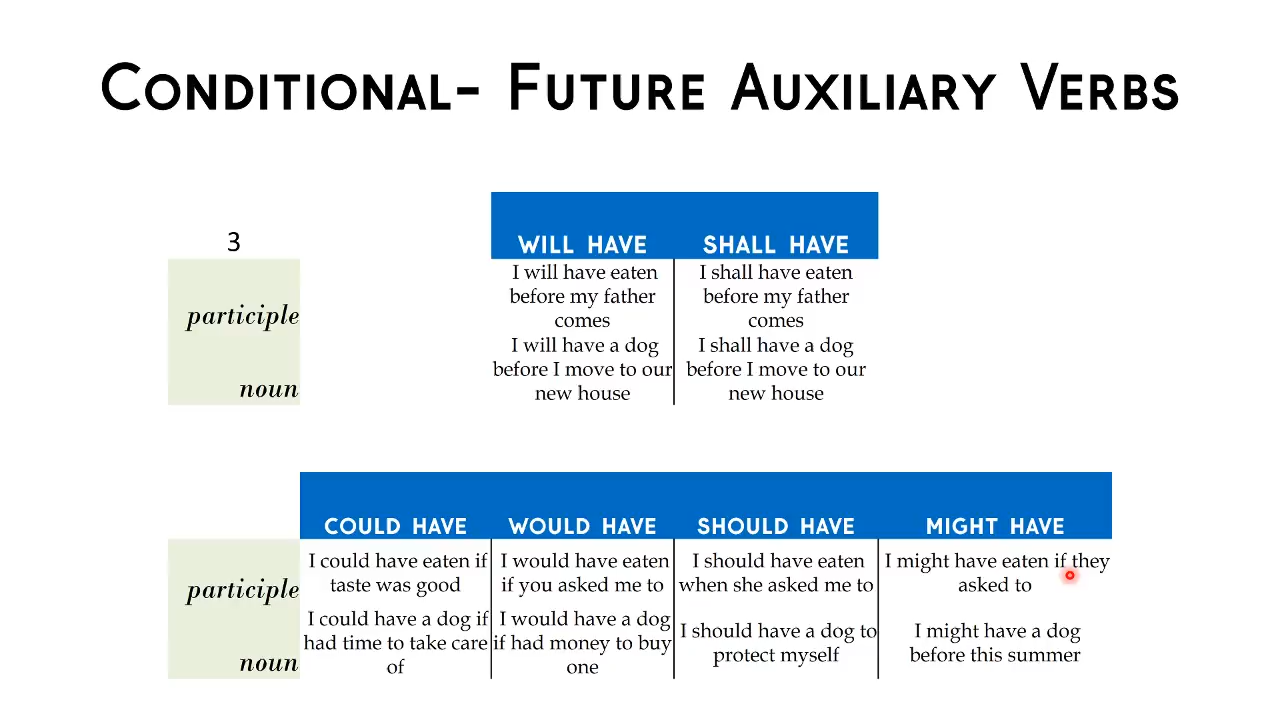 CONDITIONAL- FUTURE AUXILIARY VERBS
3
WILL HAVE
SHALL HAVE
participle
I will have eaten
before my father
comes
I shall have eaten
before my father
comes
noun
I will have a dog
before I move to our
new house
I shall have a dog
before I move to our
new house
COULD HAVE
WOULD HAVE
SHOULD HAVE
MIGHT HAVE
participle
I could have eaten if
taste was good
I would have eaten
if you asked me to
I should have eaten
when she asked me to
I might have eaten if they
asked to
noun
I could have a dog if
had time to take care
of
I would have a dog
if had money to buy
one
I should have a dog to
protect myself
I might have a dog
before this summer